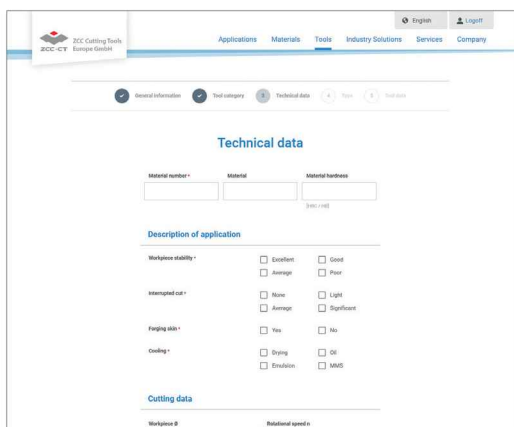 English Logoff
ZCC Cutting Tools
ZCC-CT Europe GmbH
Applications Materials Tools Industry Solutions Services Company
General information Tool category 3 Technical data 4 5
Technical data
Material number * Material Material hardness
Description of application
Workpiece stability * Excellent Good
Average Poor
Interrupted cut * None Light
Average Significant
Forging skin * Yes No
Cooling * Drying Oil
Emulsion MMS
Cutting data
Workpiece Ø Rotational speed n